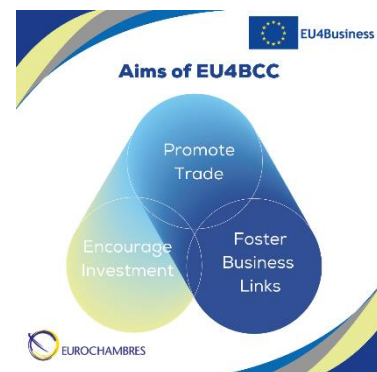 EU4Business
Aims of EU4BCC
Promote
Trade
Encourage
Investment
Foster
Business
Links
EUROCHAMBRES